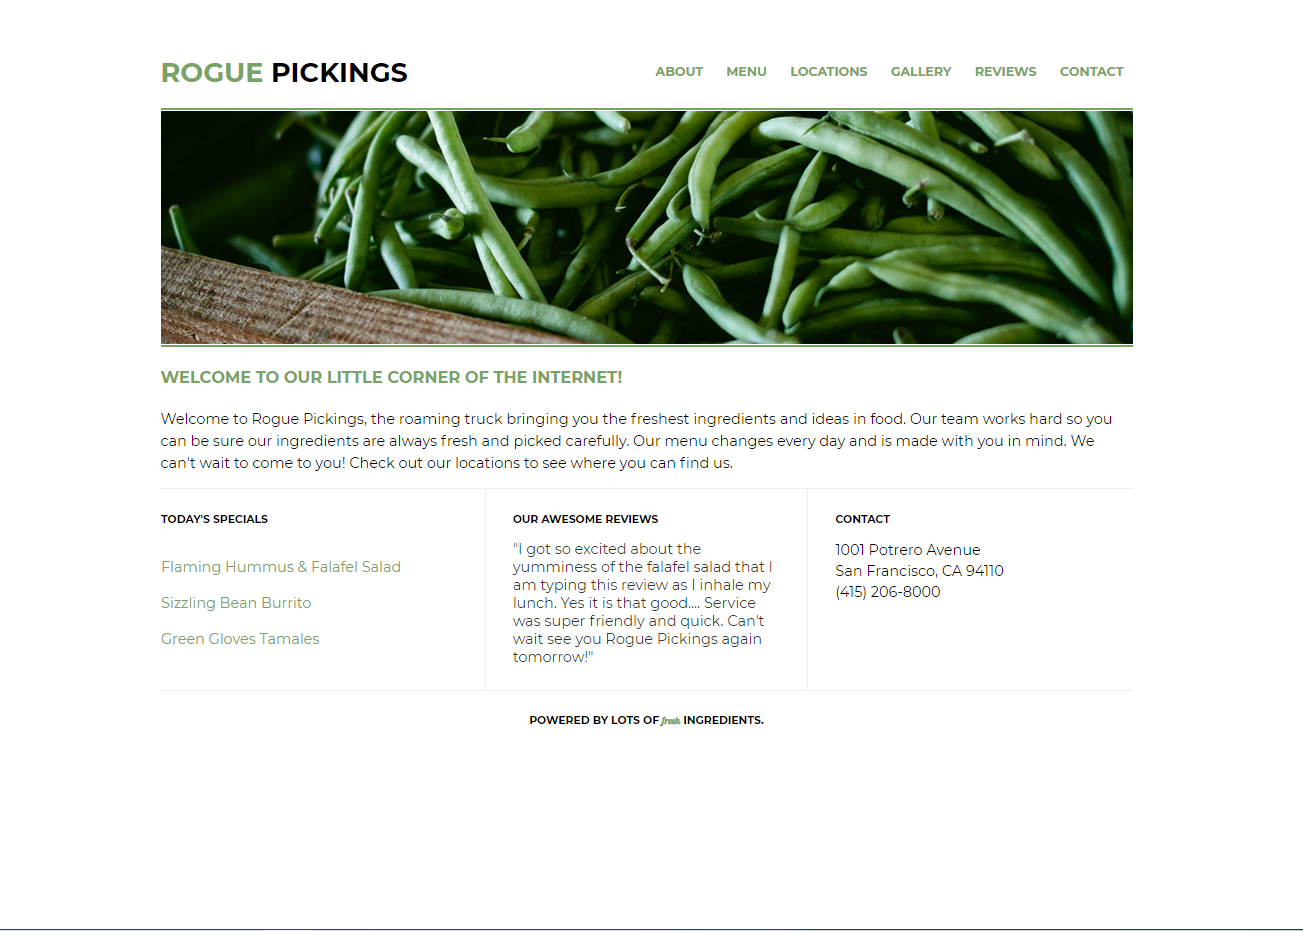 ROGUE PICKINGS
ABOUT MENU LOCATIONS GALLERY REVIEWS CONTACT
WELCOME TO OUR LITTLE CORNER OF THE INTERNET!
Welcome to Rogue Pickings, the roaming truck bringing you the freshest ingredients and ideas in food. Our team works hard so you
can be sure our ingredients are always fresh and picked carefully. Our menu changes every day and is made with you in mind. We
can't wait to come to you! Check out our locations to see where you can find us.
TODAY'S SPECIALS
Flaming Hummus & Falafel Salad
Sizzling Bean Burrito
Green Gloves Tamales
OUR AWESOME REVIEWS
"I got so excited about the
yumminess of the falafel salad that I
am typing this review as I inhale my
lunch. Yes it is that good.... Service
was super friendly and quick. Can't
wait see you Rogue Pickings again
tomorrow!"
CONTACT
1001 Potrero Avenue
San Francisco, CA 94110
(415) 206-8000
POWERED BY LOTS OF fresh INGREDIENTS.